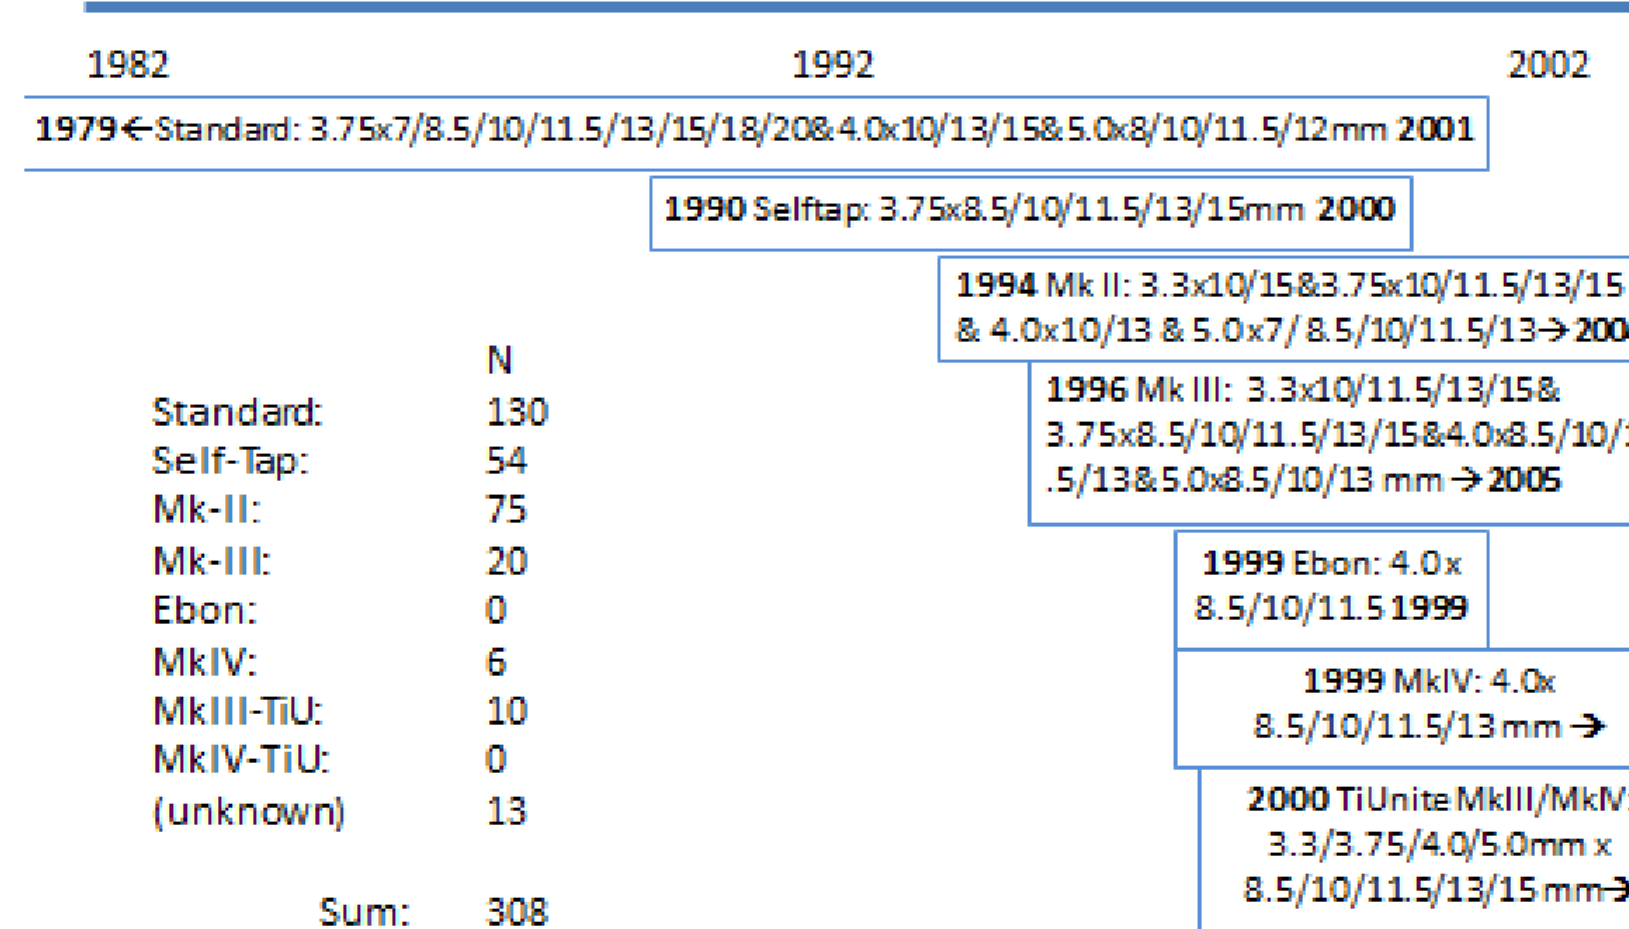 1982 1992 2002
1979←Standard: 3.75x7/8.5/10/11.5/13/15/18/20&4.0x10/13/15&5.0x8/10/11.5/12mm 2001
1990 Selftap: 3.75x8.5/10/11.5/13/15mm 2000
1994 Mk II: 3.3x10/15&3.75x10/11.5/13/15
& 4.0x10/13 & 5.0x7/ 8.5/10/11.5/13→
1996 Mk III: 3.3x10/11.5/13/15&
3.75x8.5/10/11.5/13/15&4.0x8.5/10/
.5/13&5.0x8.5/10/13 mm →2005
1999 Ebon: 4.0x
8.5/10/11.5 1999
1999 MkIV: 4.0x
8.5/10/11.5/13mm →
2000 TiUnite MkIII/MkIV:
3.3/3.75/4.0/5.0mm x
8.5/10/11.5/13/15mm→
N
Standard: 130
Self-Tap: 54
Mk-II: 75
Mk-III: 20
Ebon: 0
MkIV: 6
MkIII-TiU: 10
MkIV-TiU: 0
(unknown) 13
Sum: 308